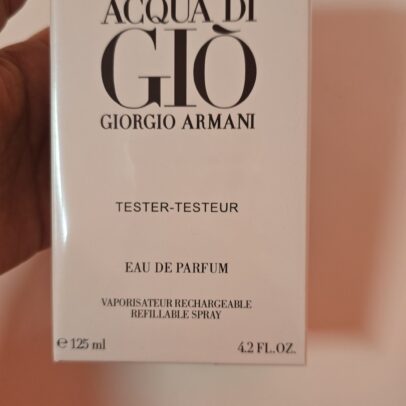 ACQUA DI
GIÒ
GIORGIO ARMANI
TESTER-TESTEUR
EAU DE PARFUM
VAPORISATEUR RECHARGEABLE
REFILLABLE SPRAY
℮ 125 ml
4.2 FL.OZ.